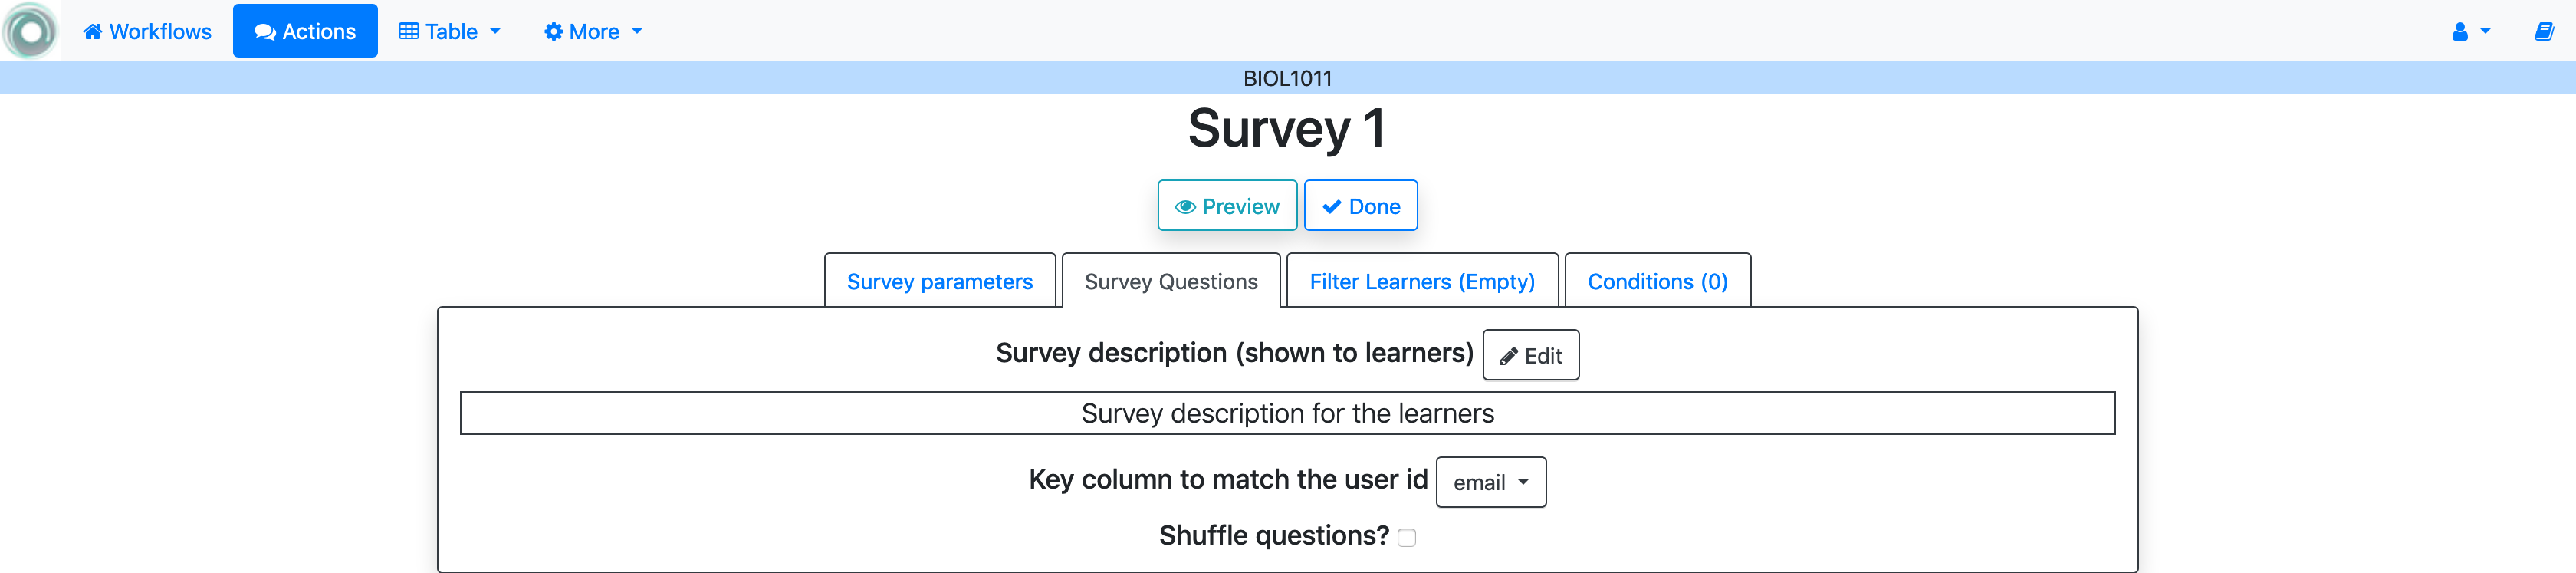 Workflows Actions Table More
BIOL1011
Survey 1
Preview Done
Survey parameters Survey Questions Filter Learners (Empty) Conditions (0)
Survey description (shown to learners) Edit
Survey description for the learners
Key column to match the user id email
Shuffle questions?